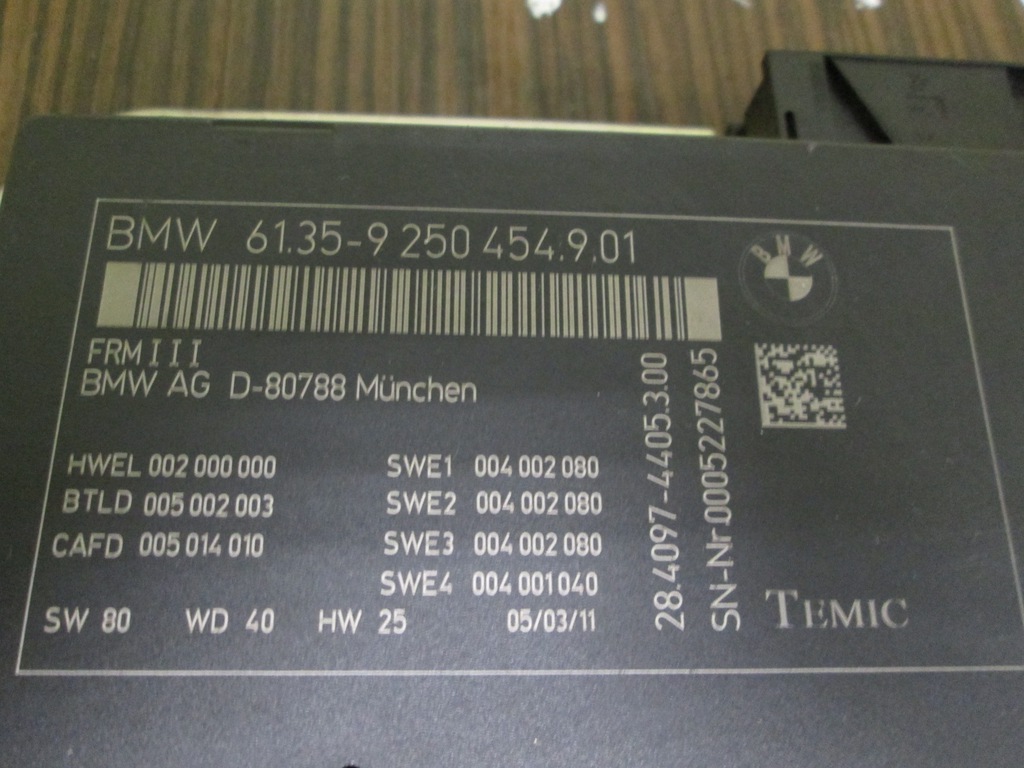 BMW 61.35-9 250 454.9.01
BMW
FRM III
BMW AG D-80788 München
HWEL 002 000 000
BTLD 005 002 003
CAFD 005 014 010
SWE1 004 002 080
SWE2 004 002 080
SWE3 004 002 080
SWE4 004 001 040
SW 80 WD 40 HW 25 05/03/11
28.4097-4405.3.00
SN-Nr.0005227865
TEMIC